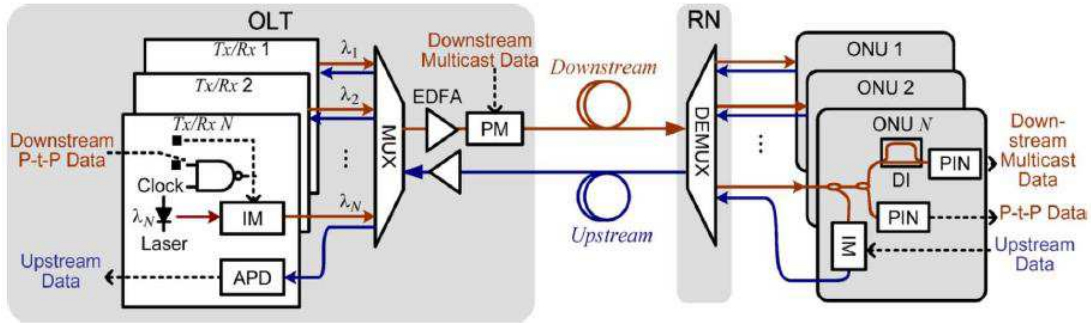 OLT
RN
Tx/Rx 1
λ1
Tx/Rx 2
λ2
Tx/Rx N
Downstream
P-t-P Data
Clock
λN
Laser
IM
λN
Upstream
Data
APD
⋮
MUX
EDFA
Downstream
Multicast Data
PM
Downstream
Upstream
DEMUX
⋮
ONU 1
ONU 2
ONU N
DI
PIN
PIN
IM
Down-
stream
Multicast
Data
P-t-P Data
Upstream
Data